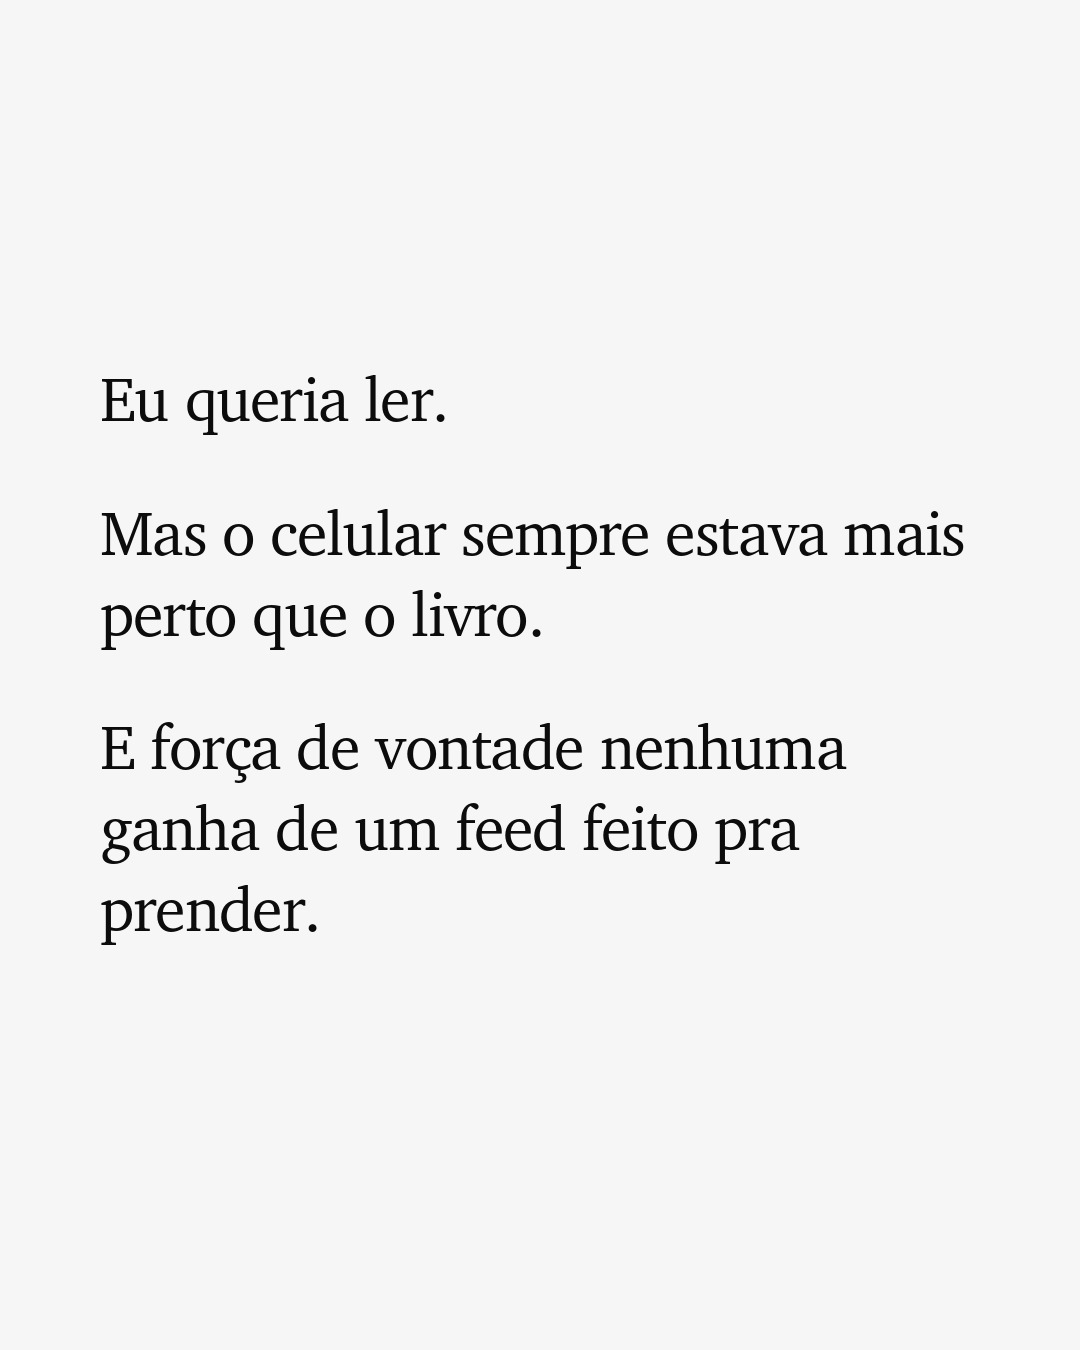 Eu queria ler.
Mas o celular sempre estava mais
perto que o livro.
E força de vontade nenhuma
ganha de um feed feito pra
prender.